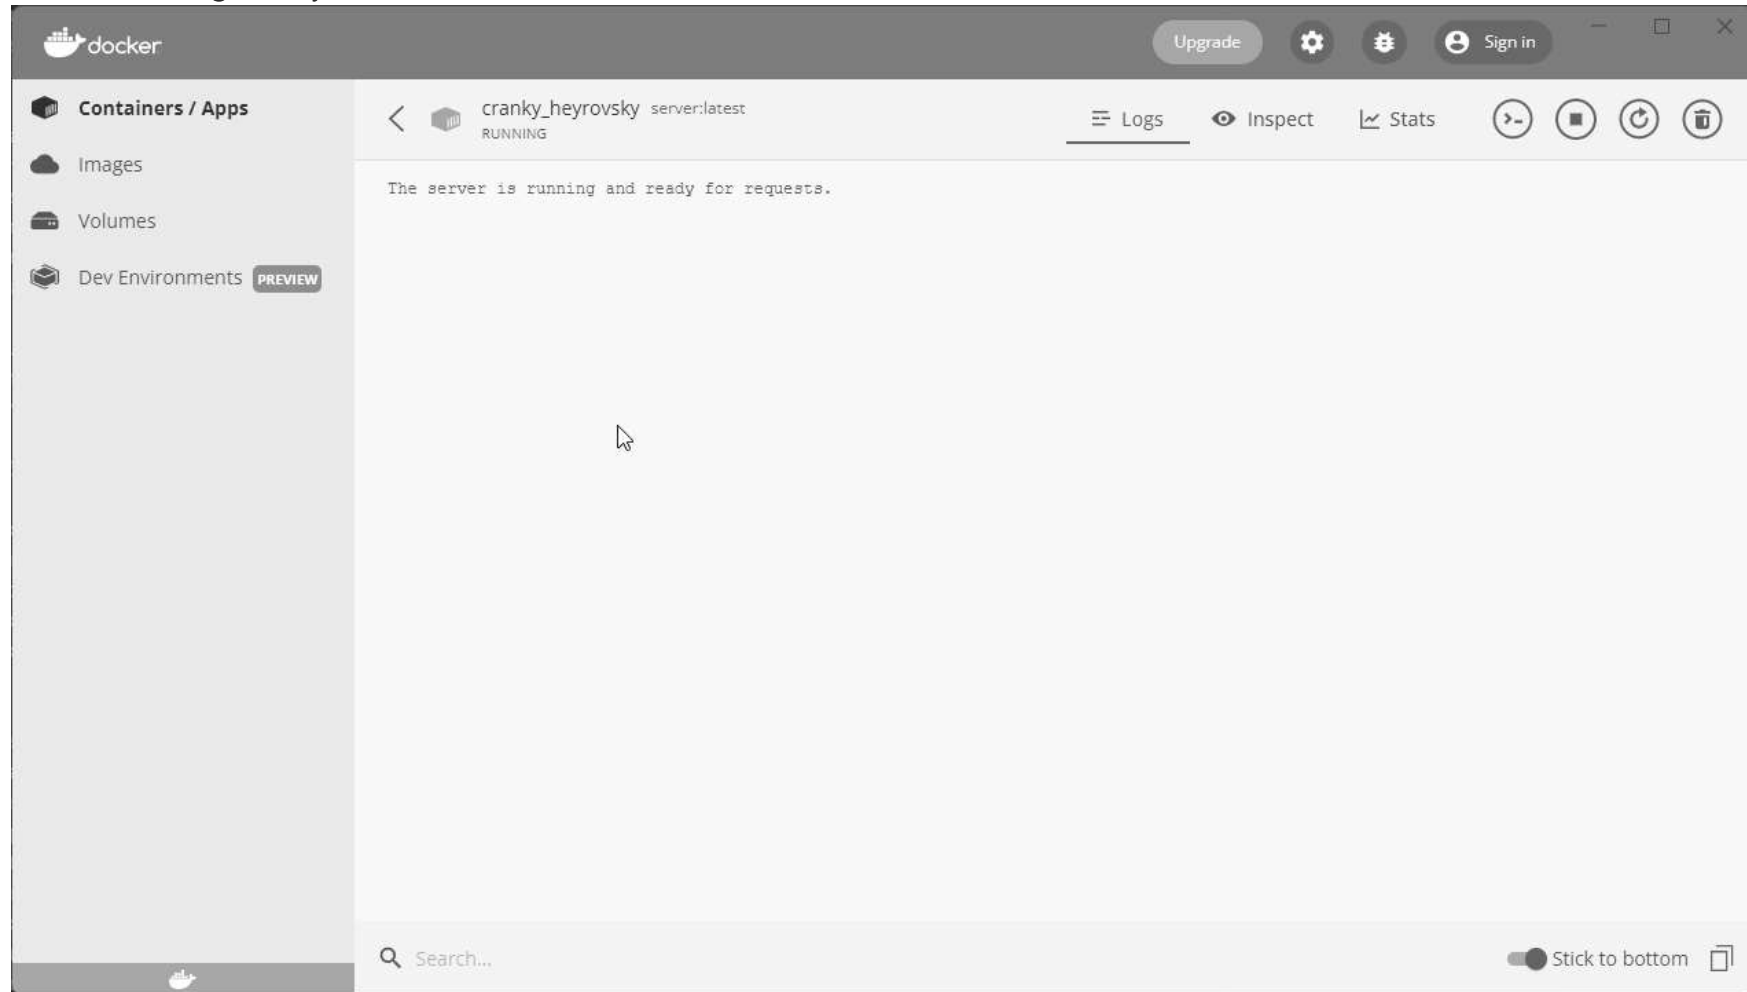 docker
Upgrade
Sign in
Containers / Apps
Images
Volumes
Dev Environments PREVIEW
cranky_heyrovsky server:latest
RUNNING
Logs
Inspect
Stats
The server is running and ready for requests.
Search...
Stick to bottom